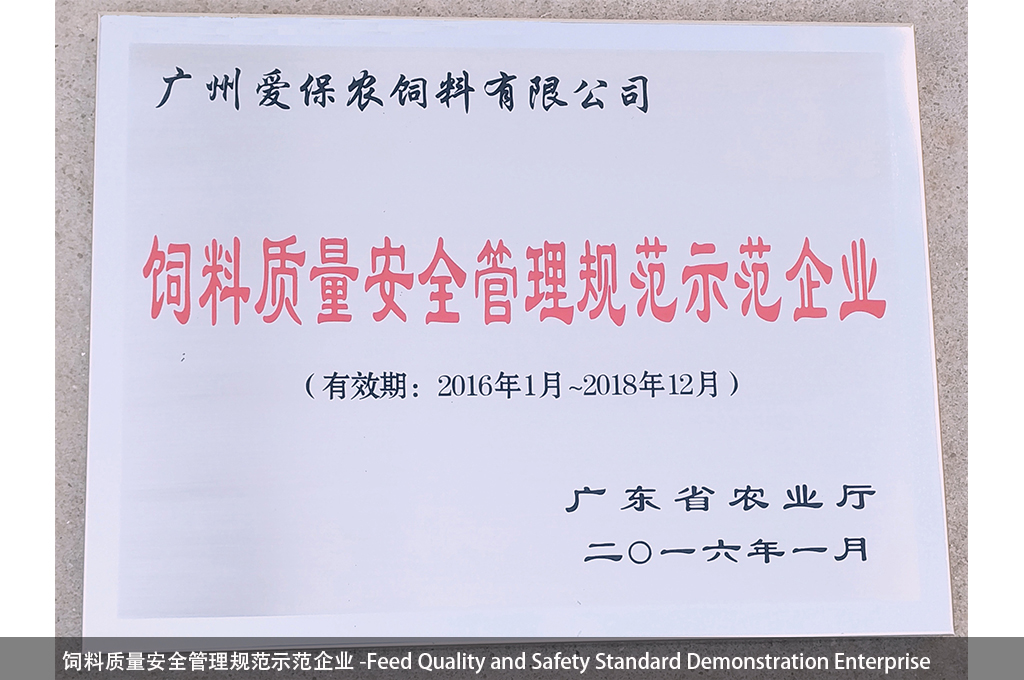 广州爱保农饲料有限公司
饲料质量安全管理规范示范企业
（有效期：2016年1月~2018年12月）
广东省农业厅
二〇一六年一月
饲料质量安全管理规范示范企业 -Feed Quality and Safety Standard Demonstration Enterprise